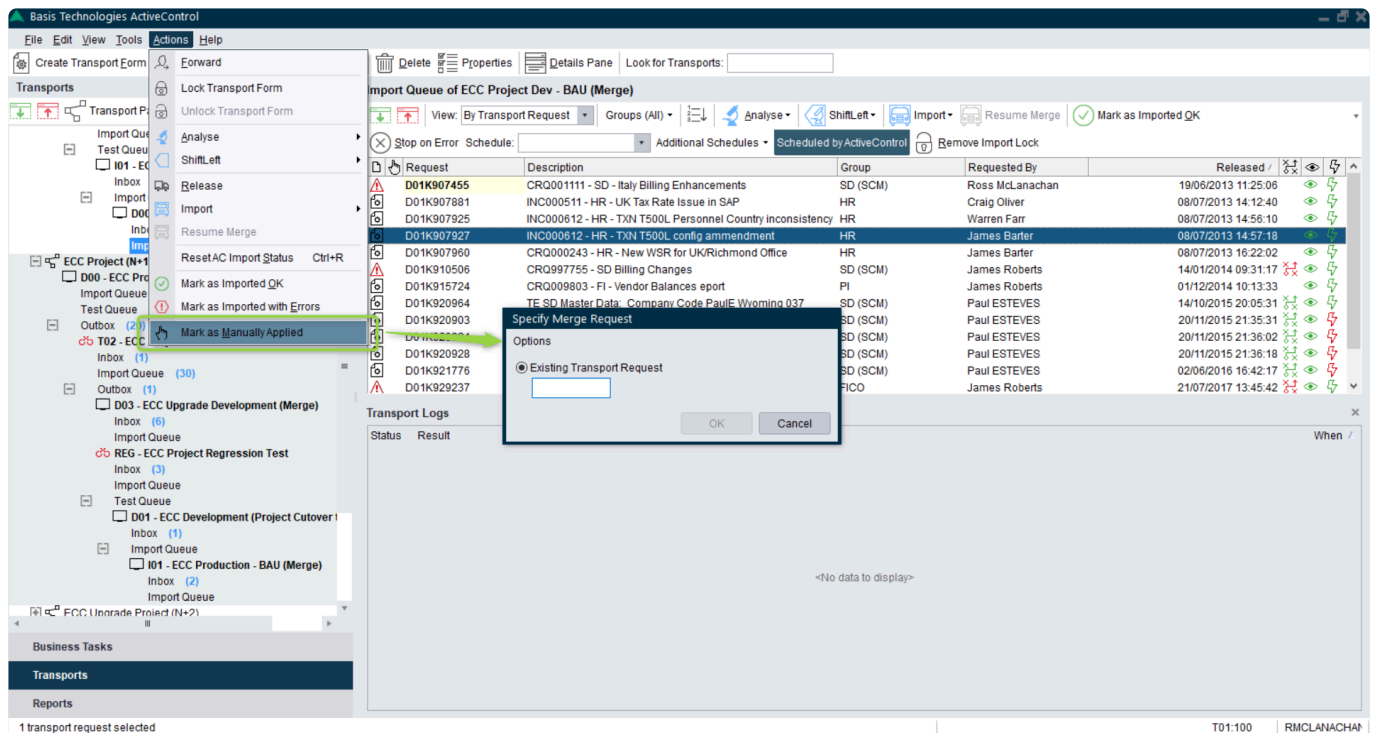 Basis Technologies ActiveControl
File Edit View Tools Actions Help
Create Transport Form
Delete Properties Details Pane Look for Transports:
Forward
Lock Transport Form
Unlock Transport Form
Analyse
ShiftLeft
Release
Import
Resume Merge
Reset AC Import Status Ctrl+R
Mark as Imported OK
Mark as Imported with Errors
Mark as Manually Applied
Transports
Transport Pa
Import Que
Test Queu
I01 - EC
Inbox
Import
D00
Inb
Imp
ECC Project (N+1
D00 - ECC Pro
Import Queue
Test Queue
Outbox (20)
T02 - ECC
Inbox (1)
Import Queue (30)
Outbox (1)
D03 - ECC Upgrade Development (Merge)
Inbox (6)
Import Queue
REG - ECC Project Regression Test
Inbox (3)
Import Queue
Test Queue
D01 - ECC Development (Project Cutover t
Inbox (1)
Import Queue
I01 - ECC Production - BAU (Merge)
Inbox (2)
Import Queue
ECC Upgrade Project (N+2)
Business Tasks
Transports
Reports
Import Queue of ECC Project Dev - BAU (Merge)
View: By Transport Request Groups (All) Analyse ShiftLeft Import Resume Merge Mark as Imported OK
Stop on Error Schedule: Additional Schedules Scheduled by ActiveControl Remove Import Lock
Request Description Group Requested By Released
D01K907455 CRQ001111 - SD - Italy Billing Enhancements SD (SCM) Ross McLanachan 19/06/2013 11:25:06
D01K907881 INC000511 - HR - UK Tax Rate Issue in SAP HR Craig Oliver 08/07/2013 14:12:40
D01K907925 INC000612 - HR - TXN T500L Personnel Country inconsistency HR Warren Farr 08/07/2013 14:56:10
D01K907927 INC000612 - HR - TXN T500L config ammendment HR James Barter 08/07/2013 14:57:18
D01K907960 CRQ000243 - HR - New WSR for UK/Richmond Office HR James Barter 08/07/2013 16:22:02
D01K910506 CRQ997755 - SD Billing Changes SD (SCM) James Roberts 14/01/2014 09:31:17
D01K915724 CRQ009803 - FI - Vendor Balances eport PI James Roberts 01/12/2014 10:13:33
D01K920964 TE SD Master Data: Company Code PaulE Wyoming 037 SD (SCM) Paul ESTEVES 14/10/2015 20:05:31
D01K920903 SD (SCM) Paul ESTEVES 20/11/2015 21:35:31
SD (SCM) Paul ESTEVES 20/11/2015 21:36:02
D01K920928 SD (SCM) Paul ESTEVES 20/11/2015 21:36:18
D01K921776 SD (SCM) Paul ESTEVES 02/06/2016 16:42:17
D01K929237 FICO James Roberts 21/07/2017 13:45:42
Specify Merge Request
Options
Existing Transport Request
OK Cancel
Transport Logs
Status Result When
<No data to display>
1 transport request selected
T01:100 RMCLANACHAN